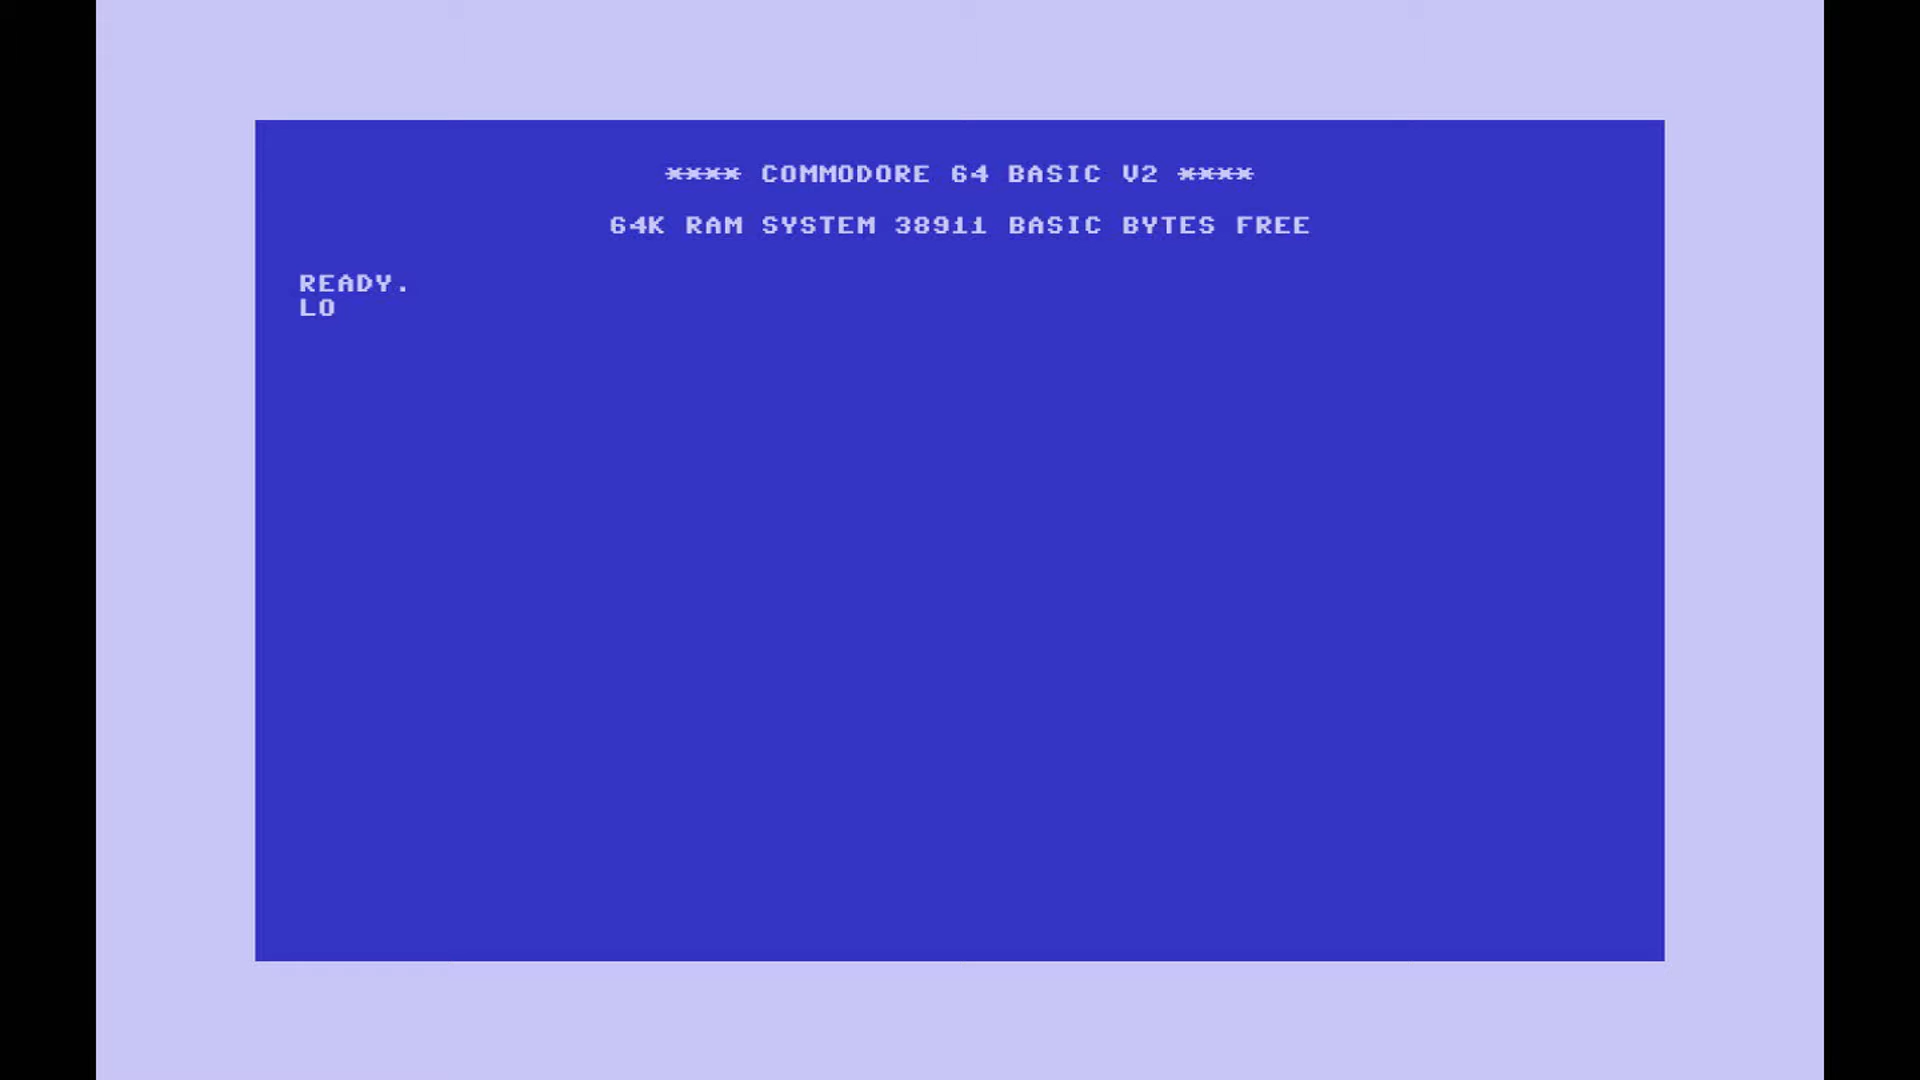 **** COMMODORE 64 BASIC V2 ****
64K RAM SYSTEM 38911 BASIC BYTES FREE
READY.
LO